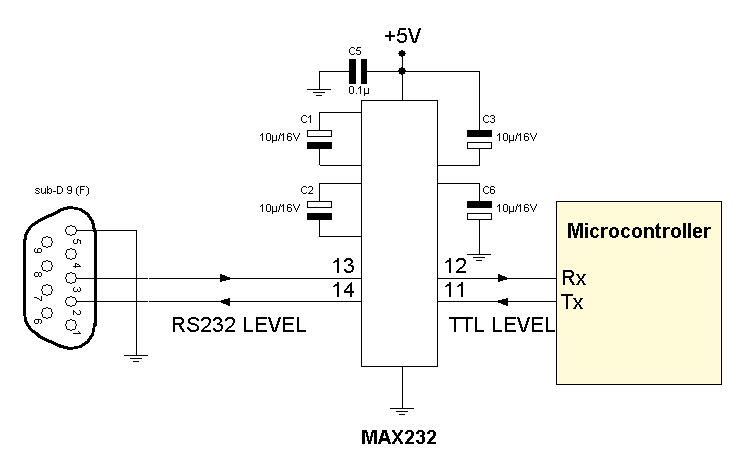 +5V
C5
0.1µ
C1
10µ/16V
C3
10µ/16V
C2
10µ/16V
C6
10µ/16V
sub-D 9 (F)
5
9
4
8
3
7
2
6
1
Microcontroller
13
12
Rx
14
11
Tx
RS232 LEVEL
TTL LEVEL
MAX232